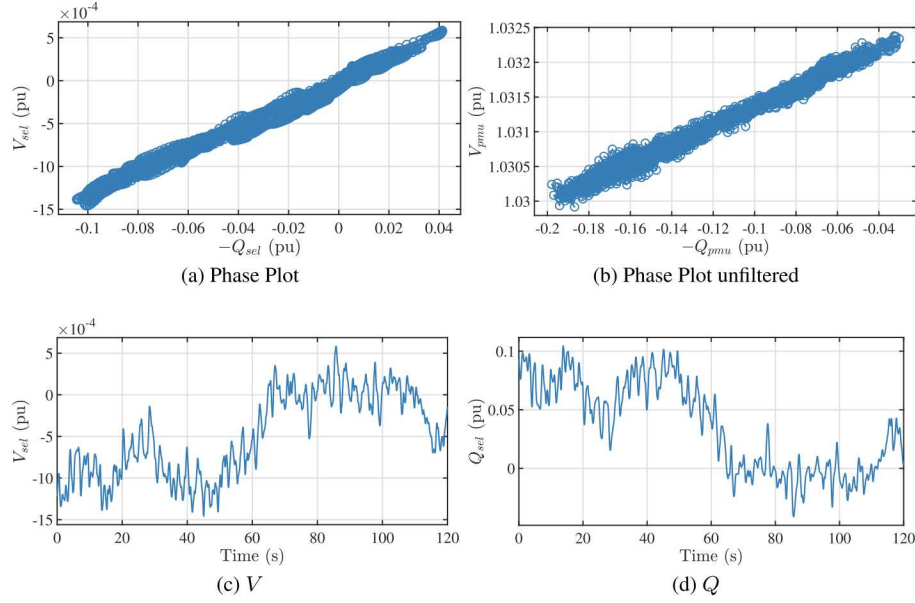 ×10⁻⁴
5
0
-5
-10
-15
V_sel (pu)
-0.1 -0.08 -0.06 -0.04 -0.02 0 0.02 0.04
−Q_sel (pu)
(a) Phase Plot
1.0325
1.032
1.0315
1.031
1.0305
1.03
V_pmu (pu)
-0.2 -0.18 -0.16 -0.14 -0.12 -0.1 -0.08 -0.06 -0.04
−Q_pmu (pu)
(b) Phase Plot unfiltered
×10⁻⁴
5
0
-5
-10
-15
V_sel (pu)
0 20 40 60 80 100 120
Time (s)
(c) V
0.1
0.05
0
Q_sel (pu)
0 20 40 60 80 100 120
Time (s)
(d) Q